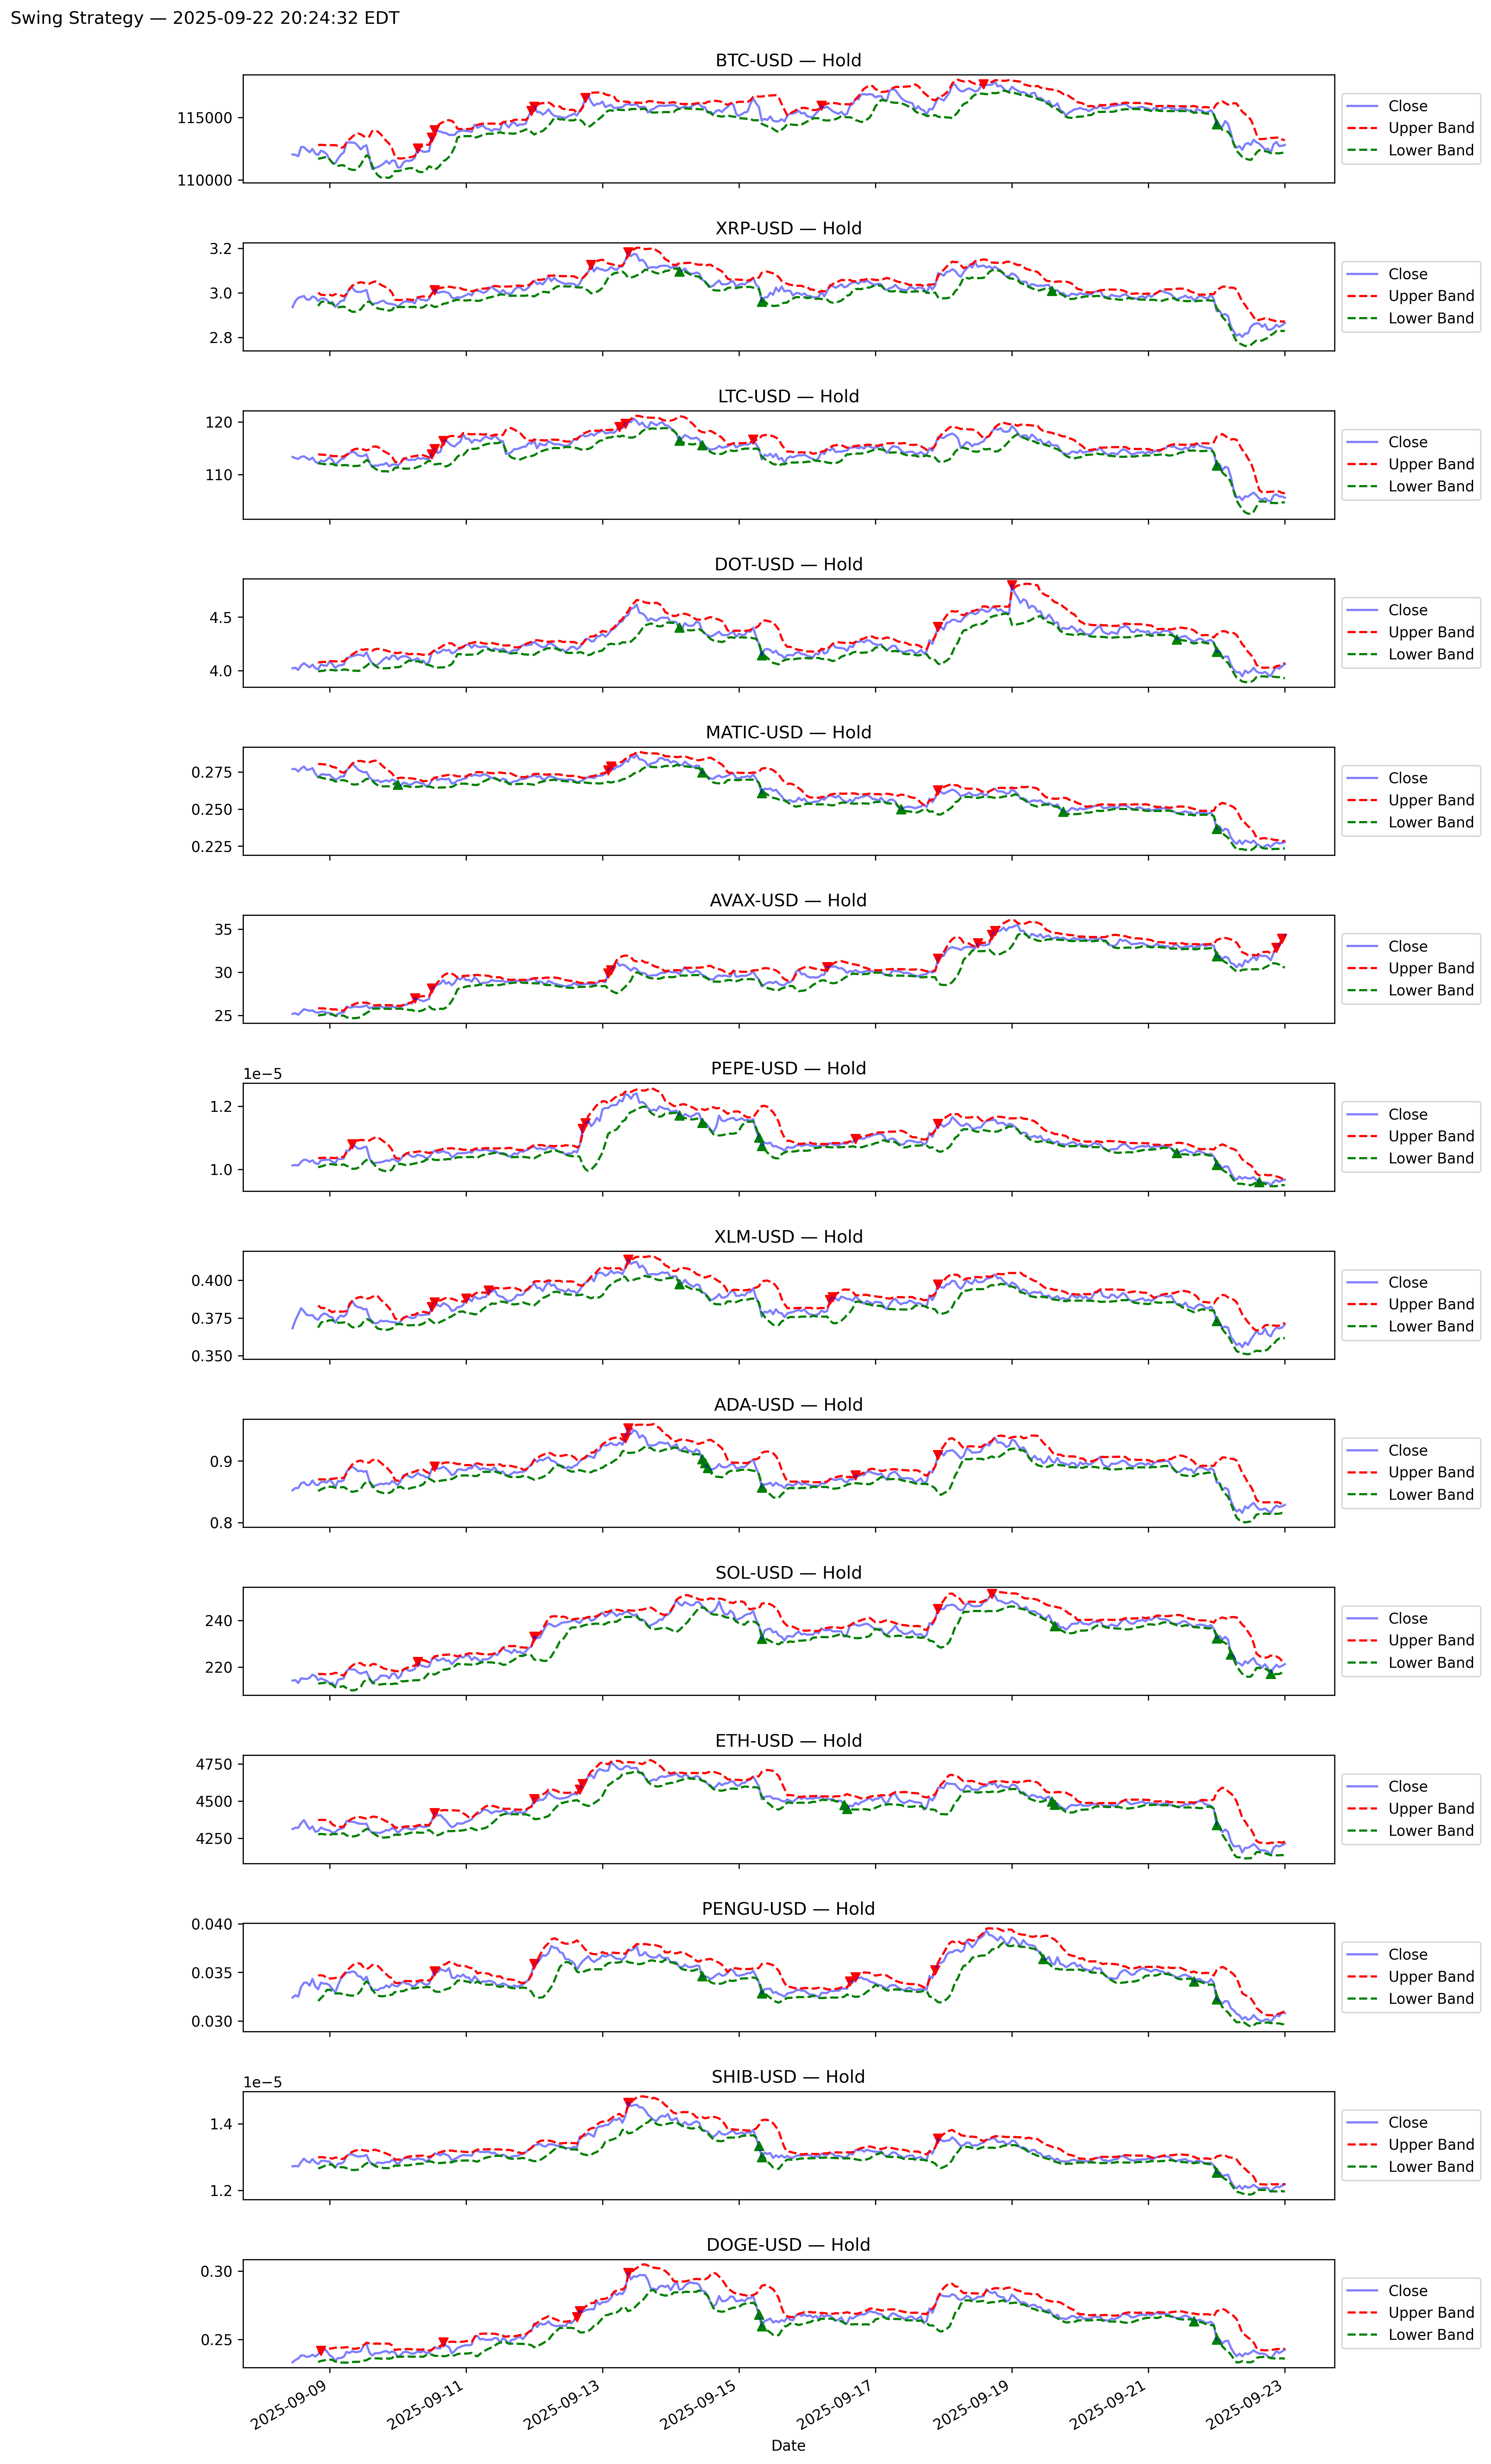 Swing Strategy — 2025-09-22 20:24:32 EDT
BTC-USD — Hold
115000
110000
Close
Upper Band
Lower Band
XRP-USD — Hold
3.2
3.0
2.8
Close
Upper Band
Lower Band
LTC-USD — Hold
120
110
Close
Upper Band
Lower Band
DOT-USD — Hold
4.5
4.0
Close
Upper Band
Lower Band
MATIC-USD — Hold
0.275
0.250
0.225
Close
Upper Band
Lower Band
AVAX-USD — Hold
35
30
25
Close
Upper Band
Lower Band
PEPE-USD — Hold
1e−5
1.2
1.0
Close
Upper Band
Lower Band
XLM-USD — Hold
0.400
0.375
0.350
Close
Upper Band
Lower Band
ADA-USD — Hold
0.9
0.8
Close
Upper Band
Lower Band
SOL-USD — Hold
240
220
Close
Upper Band
Lower Band
ETH-USD — Hold
4750
4500
4250
Close
Upper Band
Lower Band
PENGU-USD — Hold
0.040
0.035
0.030
Close
Upper Band
Lower Band
SHIB-USD — Hold
1e−5
1.4
1.2
Close
Upper Band
Lower Band
DOGE-USD — Hold
0.30
0.25
Close
Upper Band
Lower Band
2025-09-09
2025-09-11
2025-09-13
2025-09-15
2025-09-17
2025-09-19
2025-09-21
2025-09-23
Date